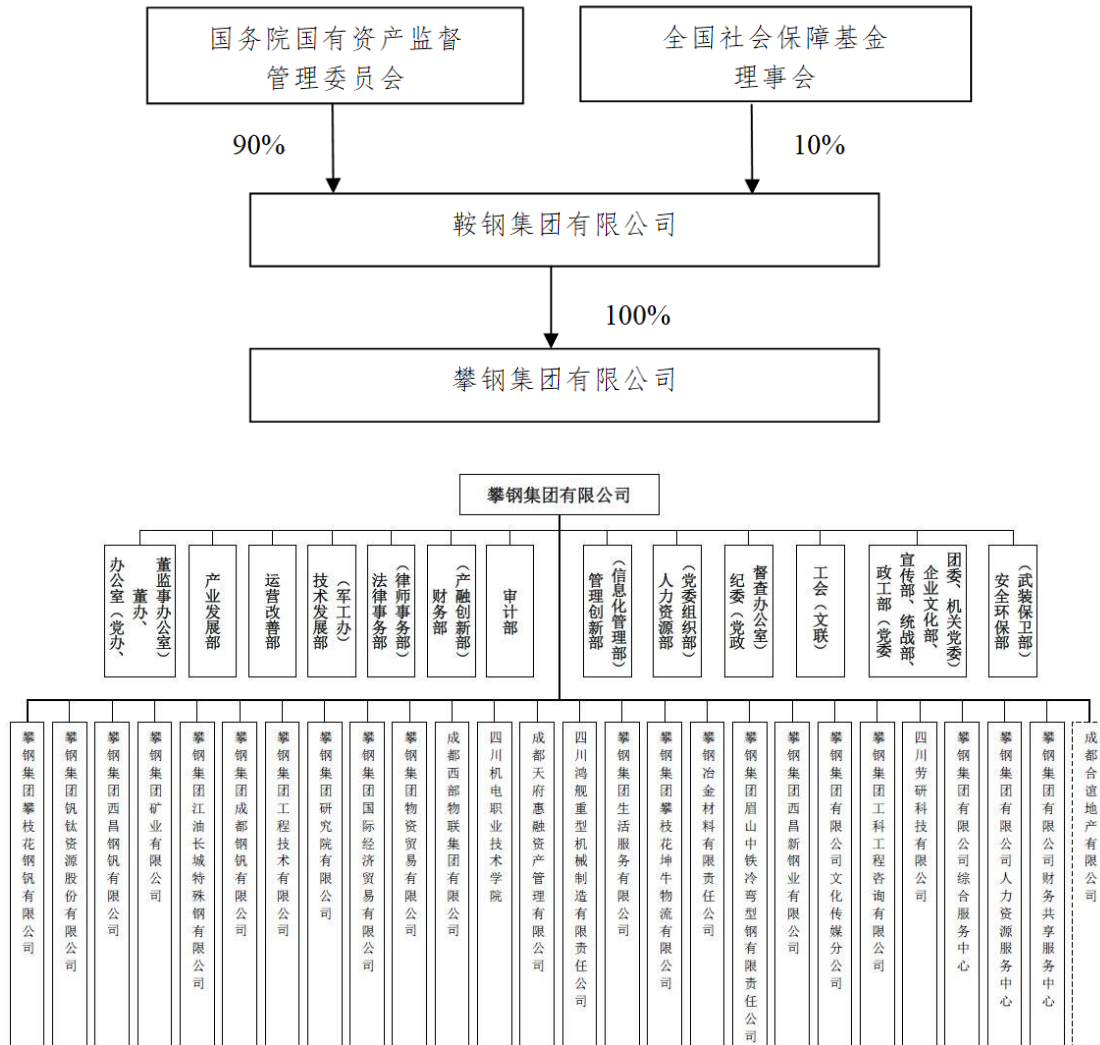 国务院国有资产监督
管理委员会
全国社会保障基金
理事会
90%
10%
鞍钢集团有限公司
100%
攀钢集团有限公司
攀钢集团有限公司
办公室（党办、
董办、
董监事办公室）
产业发展部
运营改善部
技术发展部
（军工办）
法律事务部
（律师事务部）
财务部
（产融创新部）
审计部
管理创新部
（信息化管理部）
人力资源部
（党委组织部）
纪委（党政
督查办公室）
工会（文联）
政工部（党委
宣传部、统战部、
企业文化部、
团委、机关党委）
安全环保部
（武装保卫部）
攀钢集团攀枝花钢钒有限公司
攀钢集团钒钛资源股份有限公司
攀钢集团西昌钢钒有限公司
攀钢集团矿业有限公司
攀钢集团江油长城特殊钢有限公司
攀钢集团成都钢钒有限公司
攀钢集团工程技术有限公司
攀钢集团研究院有限公司
攀钢集团国际经济贸易有限公司
攀钢集团物资贸易有限公司
成都西部物联集团有限公司
四川机电职业技术学院
成都天府惠融资产管理有限公司
四川鸿舰重型机械制造有限责任公司
攀钢集团生活服务有限公司
攀钢集团攀枝花坤牛物流有限公司
攀钢冶金材料有限责任公司
攀钢集团眉山中铁冷弯型钢有限责任公司
攀钢集团西昌新钢业有限公司
攀钢集团有限公司文化传媒分公司
攀钢集团工科工程咨询有限公司
四川劳研科技有限公司
攀钢集团有限公司综合服务中心
攀钢集团有限公司人力资源服务中心
攀钢集团有限公司财务共享服务中心
成都合谊地产有限公司